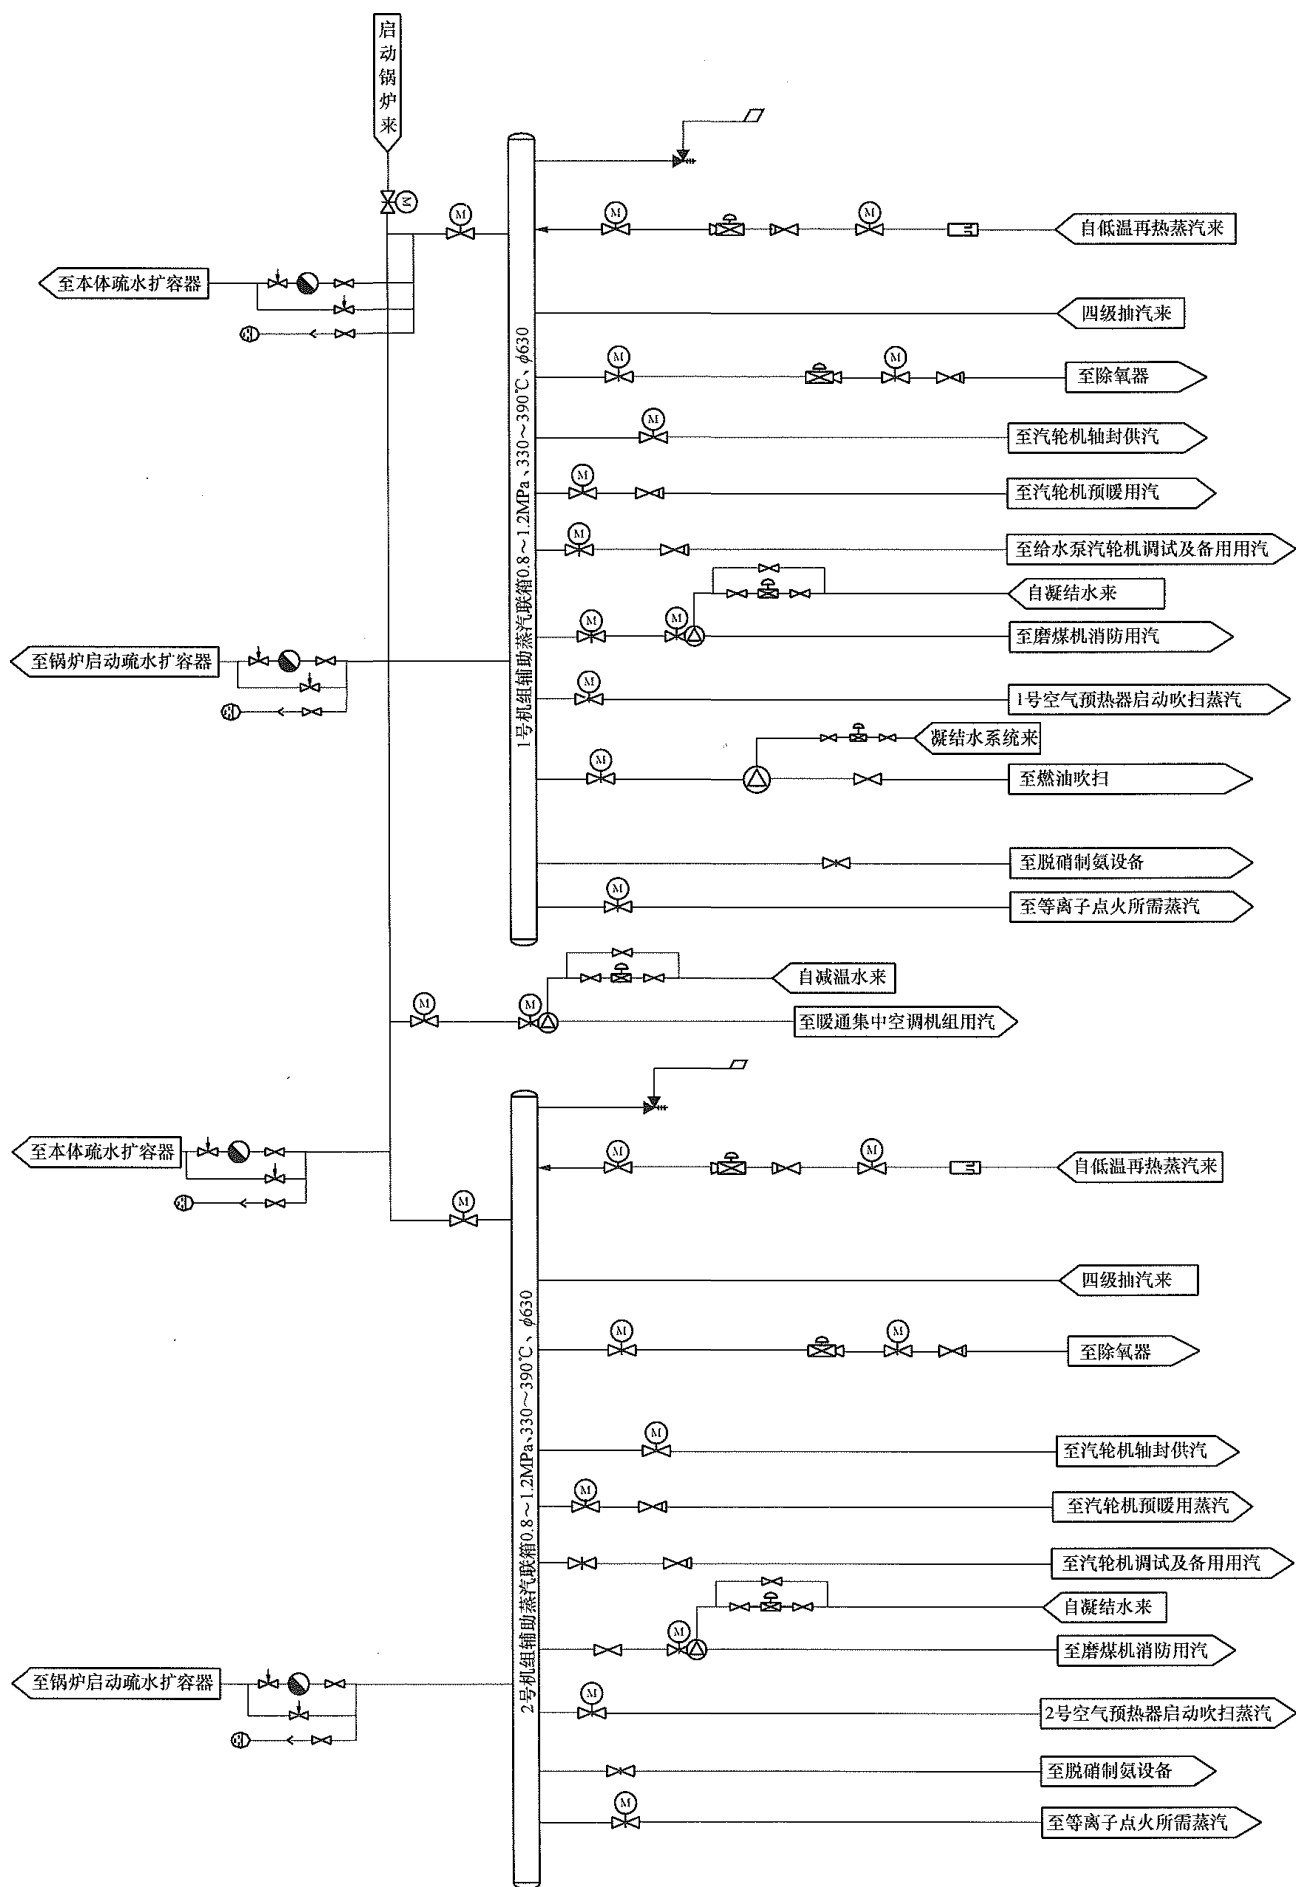 启动锅炉来
M
M
M
M
自低温再热蒸汽来
至本体疏水扩容器
四级抽汽来
M
M
至除氧器
M
至汽轮机轴封供汽
M
至汽轮机预暖用汽
M
至给水泵汽轮机调试及备用用汽
自凝结水来
M
M
至磨煤机消防用汽
至锅炉启动疏水扩容器
M
1号空气预热器启动吹扫蒸汽
凝结水系统来
M
至燃油吹扫
至脱硝制氨设备
M
至等离子点火所需蒸汽
1号机组辅助蒸汽联箱0.8～1.2MPa、330～390℃、φ630
自减温水来
M
M
至暖通集中空调机组用汽
至本体疏水扩容器
M
M
自低温再热蒸汽来
M
四级抽汽来
M
M
至除氧器
M
至汽轮机轴封供汽
M
至汽轮机预暖用蒸汽
至汽轮机调试及备用用汽
自凝结水来
M
至磨煤机消防用汽
至锅炉启动疏水扩容器
M
2号空气预热器启动吹扫蒸汽
至脱硝制氨设备
M
至等离子点火所需蒸汽
2号机组辅助蒸汽联箱0.8～1.2MPa、330～390℃、φ630